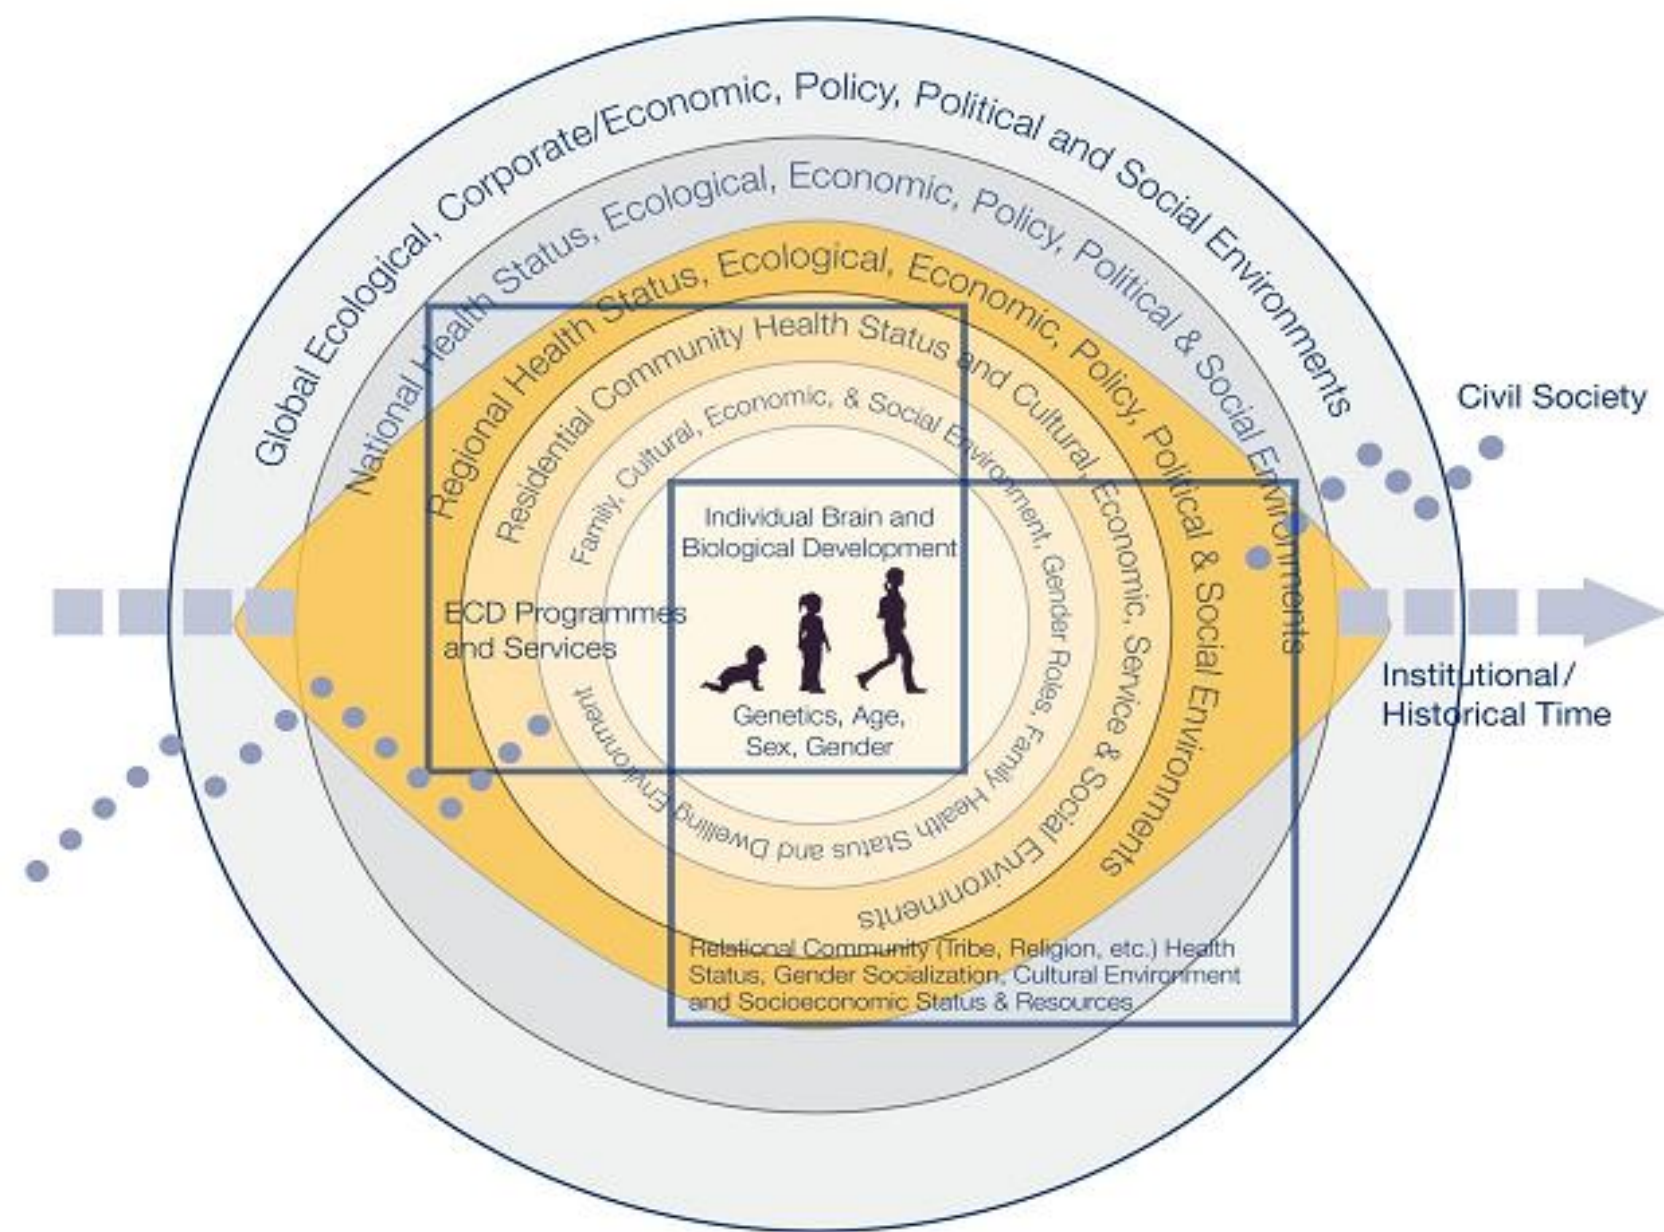 Global Ecological, Corporate/Economic, Policy, Political and Social Environments
National Health Status, Ecological, Economic, Policy, Political & Social Environments
Regional Health Status, Ecological, Economic, Policy, Political & Social Environments
Residential Community Health Status and Cultural, Economic, Service & Social Environments
Family, Cultural, Economic, & Social Environment, Gender Roles, Family Health Status and Dwelling Environment
Civil Society
Individual Brain and
Biological Development
ECD Programmes
and Services
Genetics, Age,
Sex, Gender
Institutional/
Historical Time
Relational Community (Tribe, Religion, etc.) Health
Status, Gender Socialization, Cultural Environment
and Socioeconomic Status & Resources